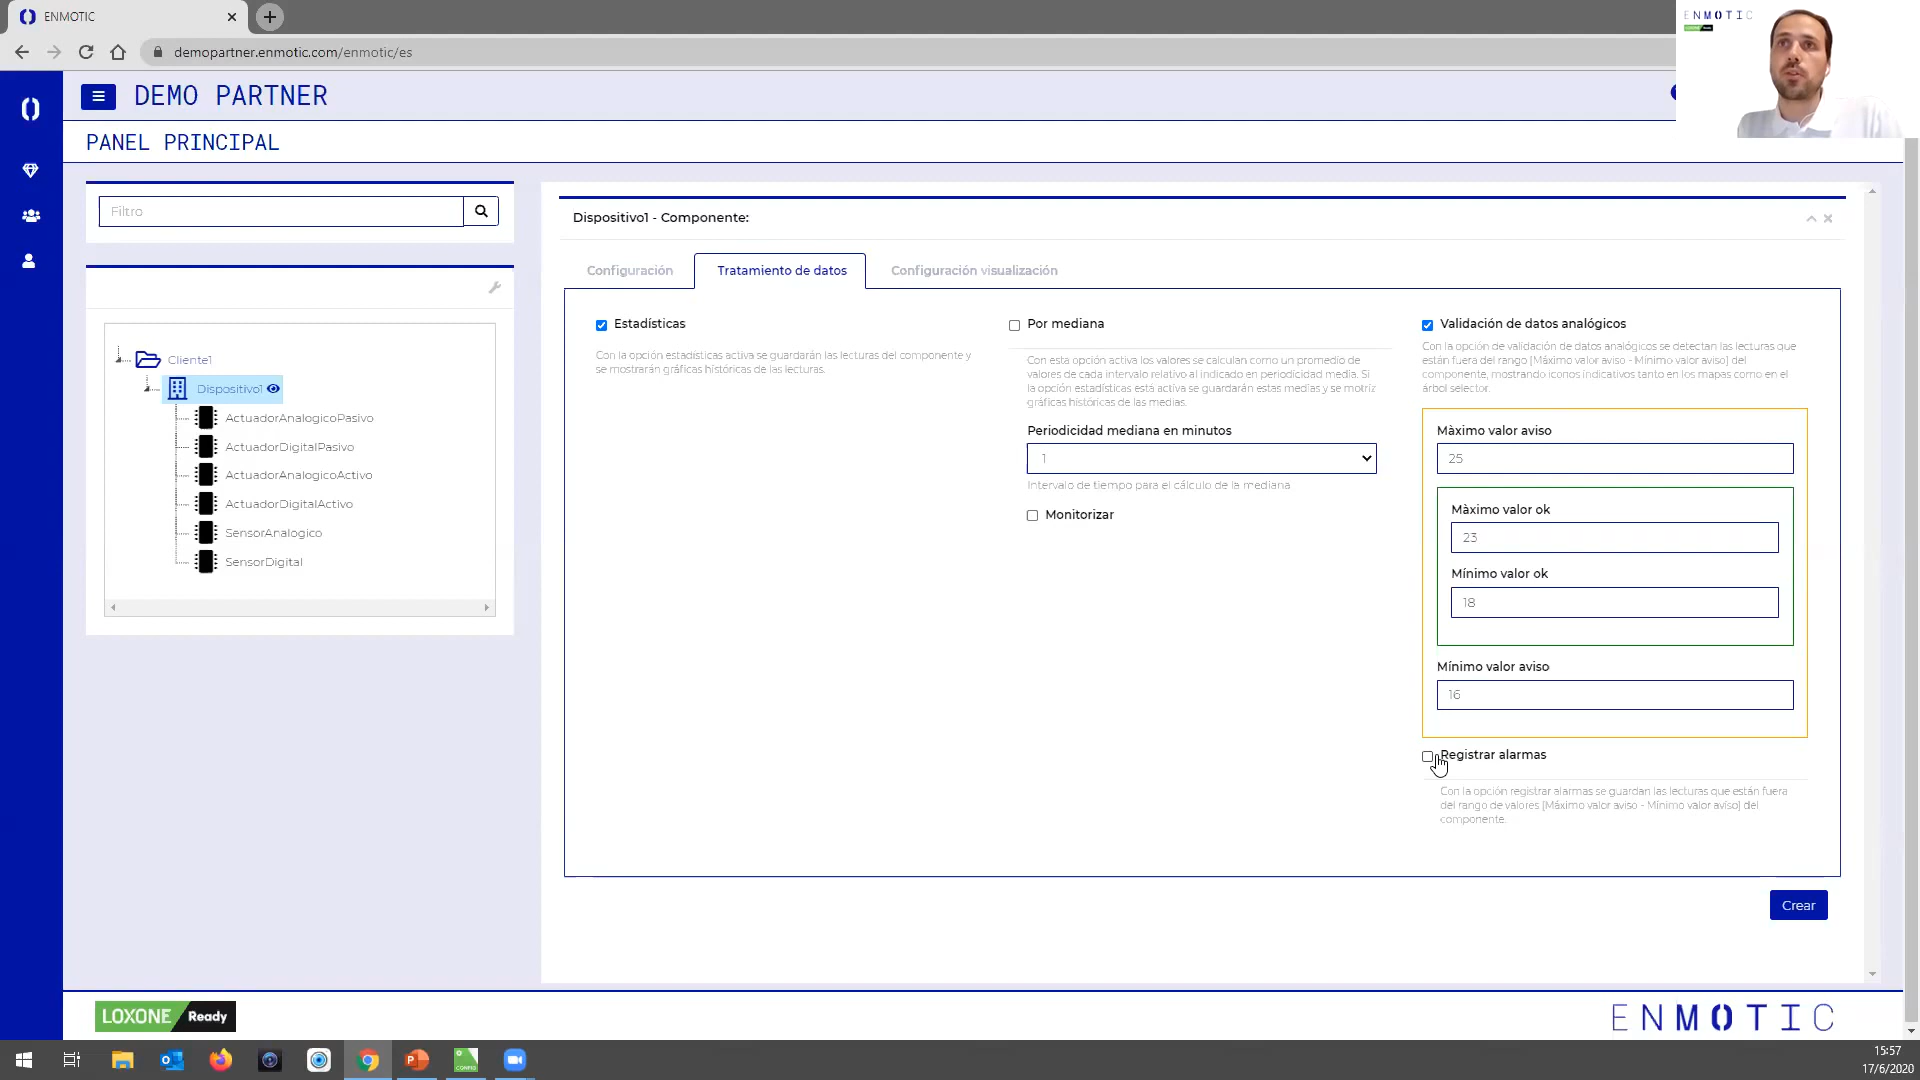 ENMOTIC
demopartner.enmotic.com/enmotic/es
ENMOTIC
LOXONE Ready
DEMO PARTNER
PANEL PRINCIPAL
Filtro
Cliente1
Dispositivo1
ActuadorAnalogicoPasivo
ActuadorDigitalPasivo
ActuadorAnalogicoActivo
ActuadorDigitalActivo
SensorAnalogico
SensorDigital
Dispositivo1 - Componente:
Configuración
Tratamiento de datos
Configuración visualización
Estadísticas
Con la opción estadísticas activa se guardarán las lecturas del componente y
se mostrarán gráficas históricas de las lecturas.
Por mediana
Con esta opción activa los valores se calculan como un promedio de
valores de cada intervalo relativo al indicado en periodicidad media. Si
la opción estadísticas está activa se guardarán estas medias y se motriz
gráficas históricas de las medias.
Periodicidad mediana en minutos
1
Intervalo de tiempo para el cálculo de la mediana
Monitorizar
Validación de datos analógicos
Con la opción de validación de datos analógicos se detectan las lecturas que
están fuera del rango [Máximo valor aviso - Mínimo valor aviso] del
componente, mostrando iconos indicativos tanto en los mapas como en el
árbol selector.
Màximo valor aviso
25
Màximo valor ok
23
Mínimo valor ok
18
Mínimo valor aviso
16
Registrar alarmas
Con la opción registrar alarmas se guardan las lecturas que están fuera
del rango de valores [Máximo valor aviso - Mínimo valor aviso] del
componente.
Crear
LOXONE Ready
ENMOTIC
CONFIG
15:57
17/6/2020